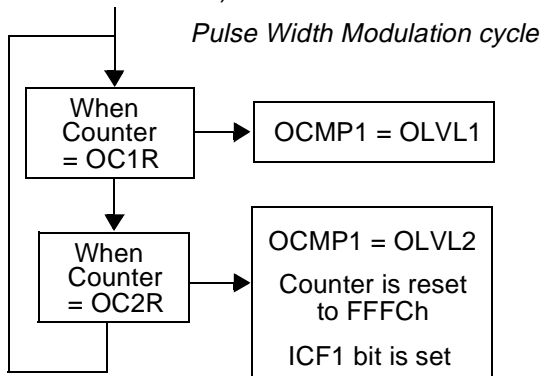 Pulse Width Modulation cycle
When
Counter
= OC1R
OCMP1 = OLVL1
When
Counter
= OC2R
OCMP1 = OLVL2
Counter is reset
to FFFCh
ICF1 bit is set